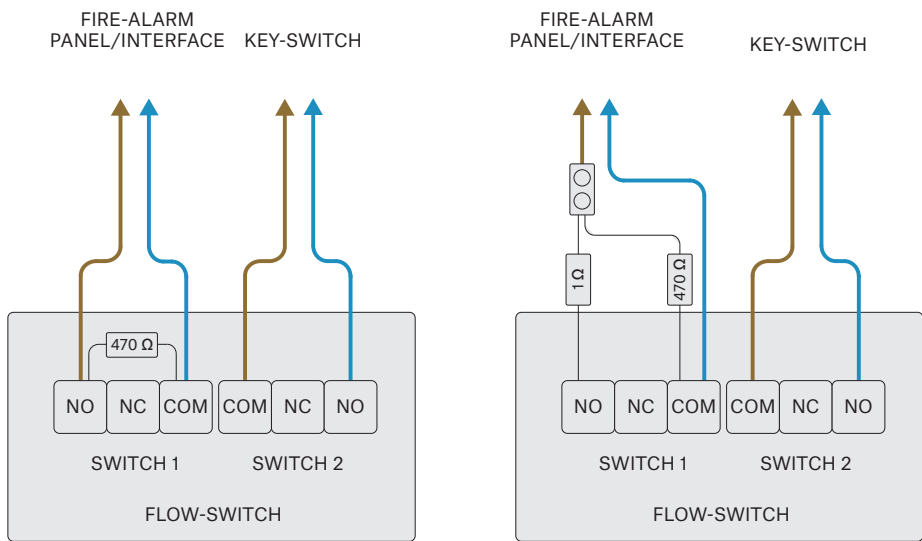 FIRE-ALARM
PANEL/INTERFACE
KEY-SWITCH
470 Ω
NO
NC
COM
COM
NC
NO
SWITCH 1
SWITCH 2
FLOW-SWITCH
FIRE-ALARM
PANEL/INTERFACE
KEY-SWITCH
1 Ω
470 Ω
NO
NC
COM
COM
NC
NO
SWITCH 1
SWITCH 2
FLOW-SWITCH